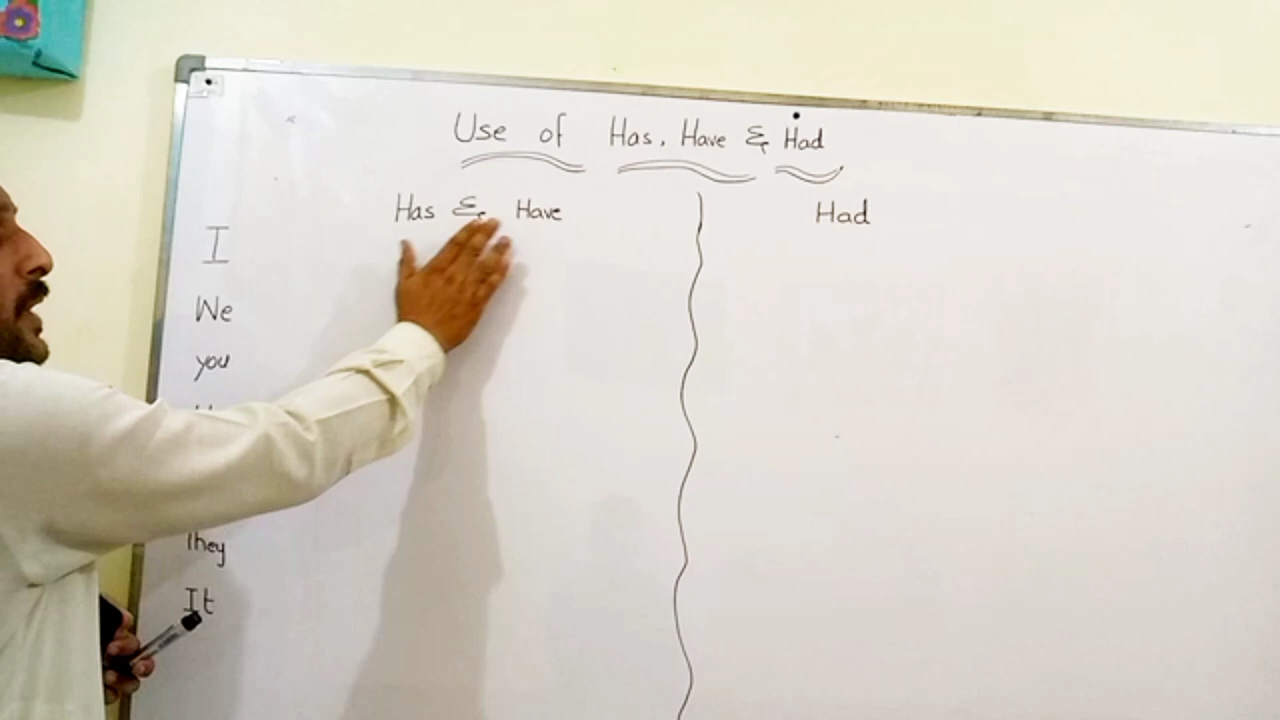 Use of Has, Have & Had
Has & Have
Had
I
We
you
They
It